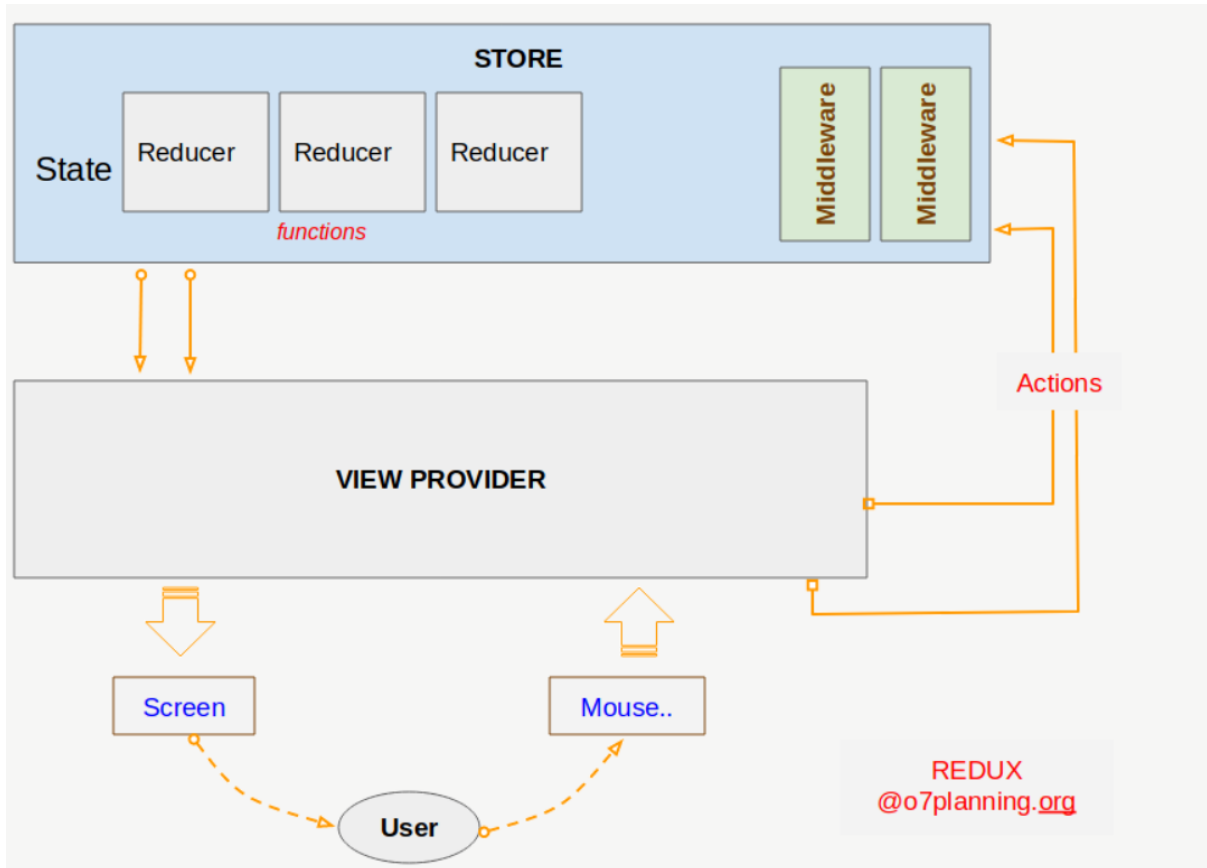 STORE
State
Reducer
Reducer
Reducer
functions
Middleware
Middleware
Actions
VIEW PROVIDER
Screen
Mouse..
User
REDUX
@o7planning.org